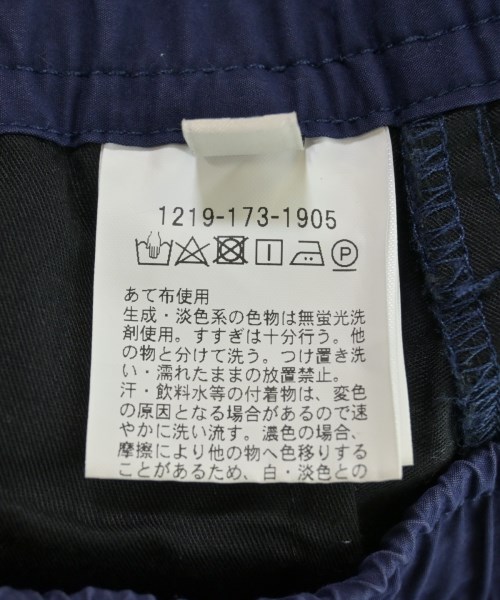 1219-173-1905
あて布使用
生成・淡色系の色物は無蛍光洗
剤使用。すすぎは十分行う。他
の物と分けて洗う。つけ置き洗
い・濡れたままの放置禁止。
汗・飲料水等の付着物は、変色
の原因となる場合があるので速
やかに洗い流す。濃色の場合、
摩擦により他の物へ色移りする
ことがあるため、白・淡色との